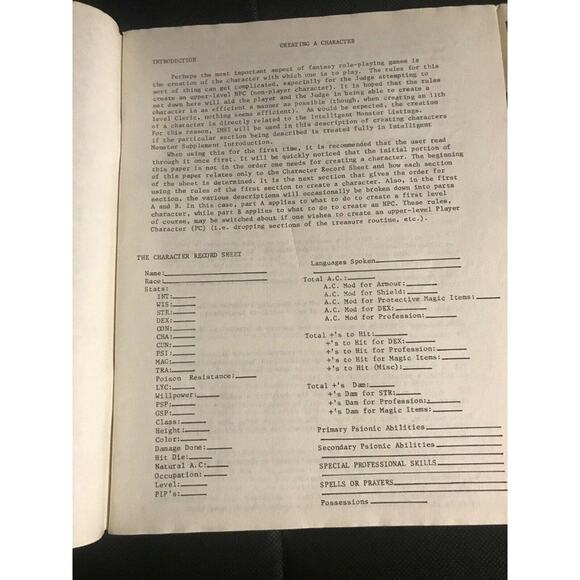 CREATING A CHARACTER
INTRODUCTION
Perhaps the most important aspect of fantasy role-playing games is
the creation of the character with which one is to play. The rules for this
sort of thing can get complicated, especially for the Judge attempting to
create an upper-level NPC (non-player character). It is hoped that the rules
set down here will aid the player and the Judge in being able to create a
character in as efficient a manner as possible (though, when creating an 11th
level Cleric, nothing seems efficient). As would be expected, the creation
of a character is directly related to the Intelligent Monster Listings.
For this reason, IMSI will be used in this description of creating characters
if the particular section being described is treated fully in Intelligent
Monster Supplement Introduction.
When using this for the first time, it is recommended that the user read
through it once first. It will be quickly noticed that the initial portion of
this paper is not in the order one needs for creating a character. The beginning
of this paper relates only to the Character Record Sheet and how each section
of the sheet is determined. It is the next section that gives the order for
using the rules of the first section to create a character. Also, in the first
section, the various descriptions will occasionally be broken down into parts
A and B. In this case, part A applies to what to do to create a first level
character, while part B applies to what to do to create an NPC. These rules,
of course, may be switched about if one wishes to create an upper-level Player
Character (PC) (i.e. dropping sections of the treasure routine, etc.).
THE CHARACTER RECORD SHEET
Name:
Race:
Stats:
INT:
WIS:
STR:
DEX:
CON:
CHA:
CUN:
PSI:
MAG:
TRA:
Poison Resistance:
LYC:
Willpower:
PSP:
GSP:
Class:
Height:
Color:
Damage Done:
Hit Die:
Natural A.C:
Occupation:
Level:
PIP's:
Languages Spoken
Total A.C.:
A.C. Mod for Armour:
A.C. Mod for Shield:
A.C. Mod for Protective Magic Items:
A.C. Mod for DEX:
A.C. Mod for Profession:
Total +'s to Hit:
+'s to Hit for DEX:
+'s to Hit for Profession:
+'s to Hit for Magic Items:
+'s to Hit (Misc):
Total +'s Dam:
+'s Dam for STR:
+'s Dam for Profession:
+'s Dam for Magic Items:
Primary Psionic Abilities
Secondary Psionic Abilities
SPECIAL PROFESSIONAL SKILLS
SPELLS OR PRAYERS
Possessions